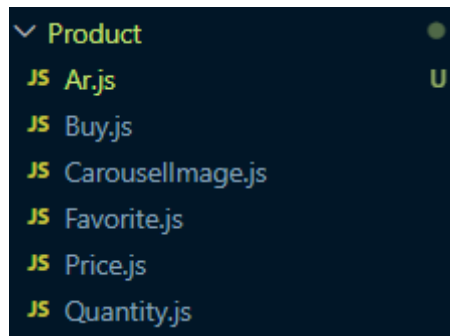 Product
JS Ar.js U
JS Buy.js
JS CarouselImage.js
JS Favorite.js
JS Price.js
JS Quantity.js